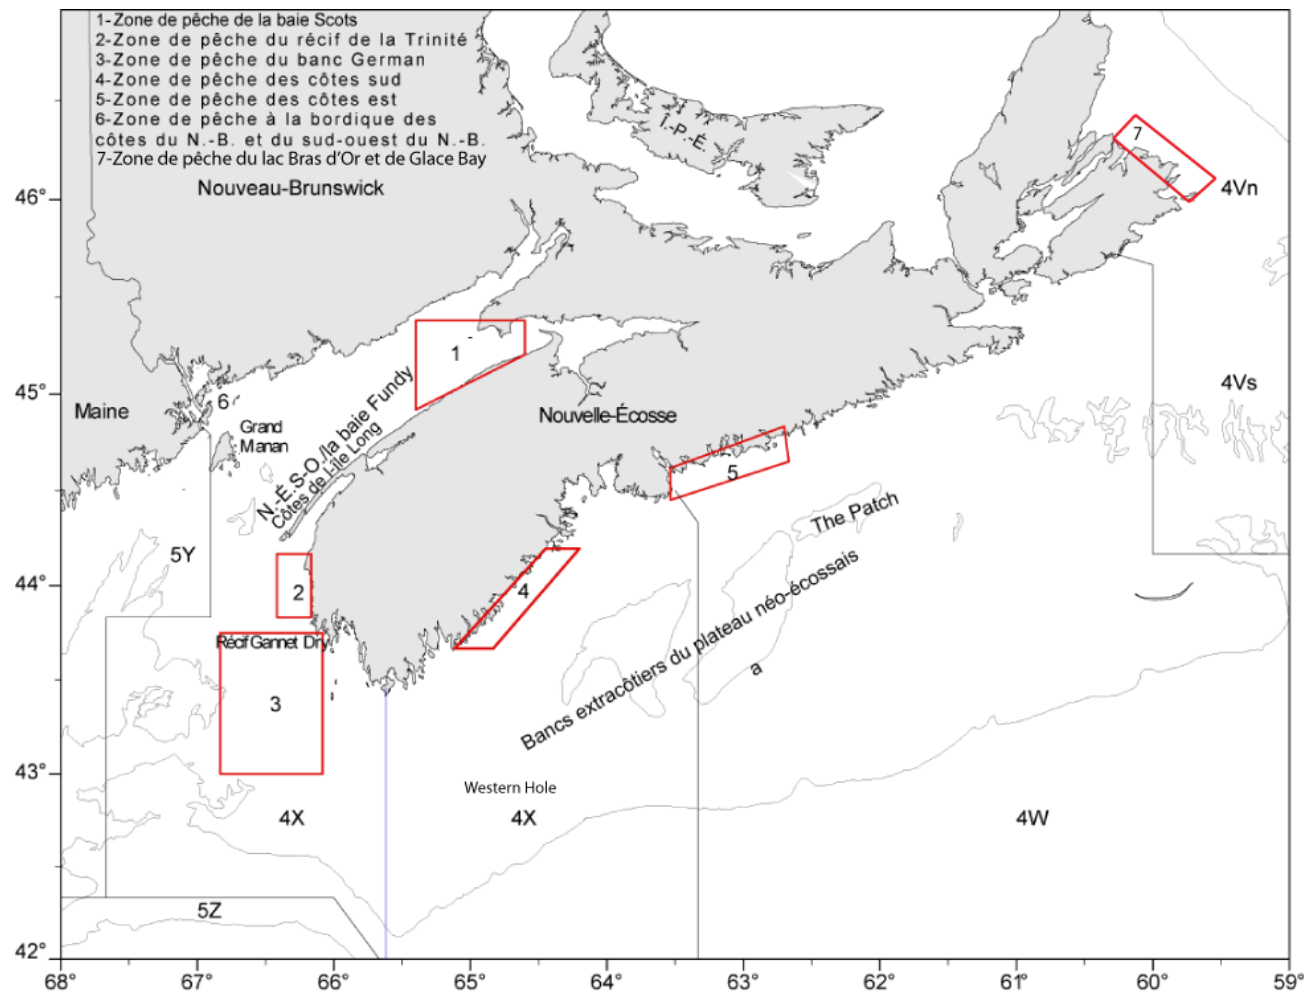 1-Zone de pêche de la baie Scots
2-Zone de pêche du récif de la Trinité
3-Zone de pêche du banc German
4-Zone de pêche des côtes sud
5-Zone de pêche des côtes est
6-Zone de pêche à la bordique des
côtes du N.-B. et du sud-ouest du N.-B.
7-Zone de pêche du lac Bras d'Or et de Glace Bay
Nouveau-Brunswick
Î.-P.-É.
7
4Vn
46°
1
45°
Maine
6
Grand
Manan
N.-É.S-O./la baie Fundy
Côtes de l-île Long
Nouvelle-Écosse
4Vs
5
The Patch
5Y
44°
2
4
Récif Gannet Dry
3
Bancs extracôtiers du plateau néo-écossais
a
43°
Western Hole
4X
4X
4W
5Z
42°
68°
67°
66°
65°
64°
63°
62°
61°
60°
59°